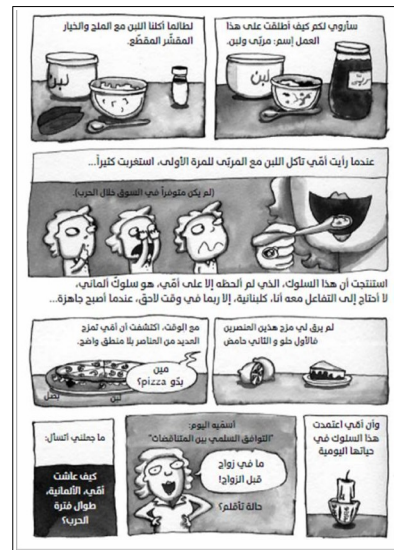 سأروي لكم كيف أطلقت على هذا
العمل إسم: مربّى ولبن.
لبن
لطالما أكلنا اللبن مع الملح والخيار
المقشّر المقطّع.
لبن
عندما رأيت أمّي تأكل اللبن مع المربّى للمرة الأولى، استغربت كثيراً...
(لم يكن متوفراً في السوق خلال الحرب).
استنتجت أن هذا السلوك، الذي لم ألحظه إلا على أمّي، هو سلوك ألماني،
لا أحتاج إلى التفاعل معه أنا، كلبنانية، إلا ربما في وقت لاحق، عندما أصبح جاهزة...
لم يرق لي مزج هذين العنصرين
فالأول حلو و الثاني حامض
مع الوقت، اكتشفت أن أمّي تمزج
العديد من العناصر بلا منطق واضح.
مين
بدّو pizza؟
لبن
بصل
وأن أمّي اعتمدت
هذا السلوك في
حياتها اليومية
أسمّيه اليوم:
"التوافق السلمي بين المتناقضات"
ما في زواج
قبل الزواج!
حالة تأقلم؟
ما جعلني أتسأل:
كيف عاشت
أمّي، الألمانية،
طوال فترة
الحرب؟